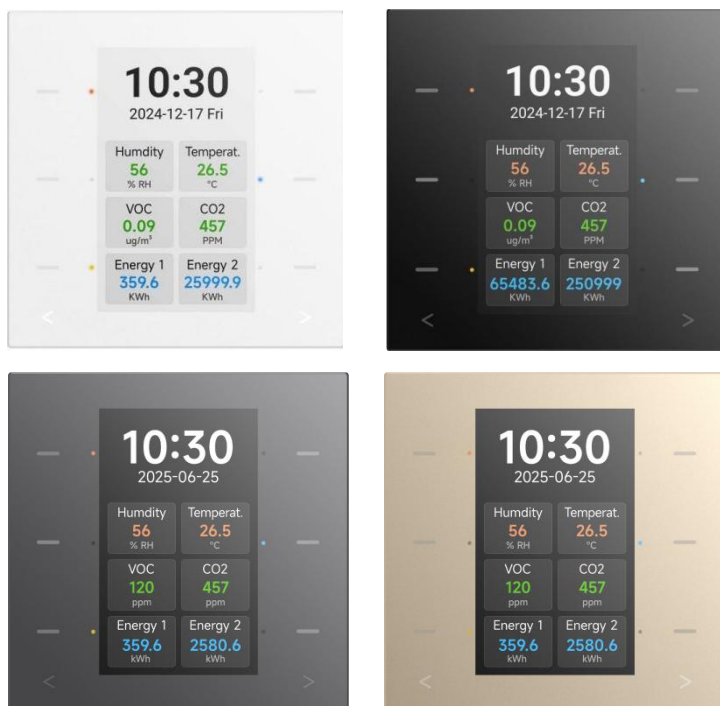 10:30
2024-12-17 Fri
Humdity Temperat.
56 26.5
% RH °C
VOC CO2
0.09 457
ug/m³ PPM
Energy 1 Energy 2
359.6 25999.9
KWh KWh
< >
10:30
2024-12-17 Fri
Humdity Temperat.
56 26.5
% RH °C
VOC CO2
0.09 457
ug/m³ PPM
Energy 1 Energy 2
65483.6 250999
KWh KWh
< >
10:30
2025-06-25
Humdity Temperat.
56 26.5
% RH °C
VOC CO2
120 457
ppm ppm
Energy 1 Energy 2
359.6 2580.6
kWh kWh
< >
10:30
2025-06-25
Humdity Temperat.
56 26.5
% RH °C
VOC CO2
120 457
ppm ppm
Energy 1 Energy 2
359.6 2580.6
kWh kWh
< >